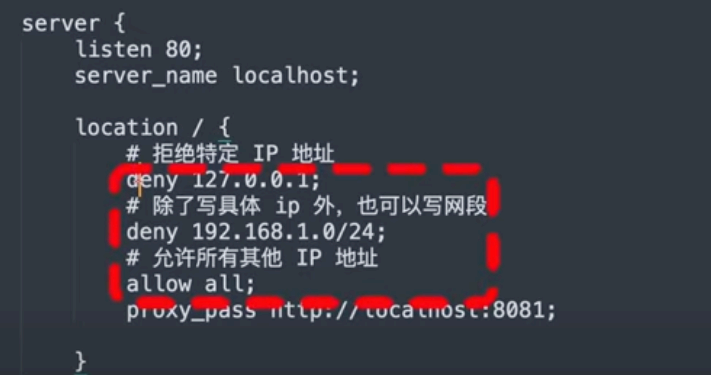 server {
listen 80;
server_name localhost;
location / {
# 拒绝特定 IP 地址
deny 127.0.0.1;
# 除了写具体 ip 外，也可以写网段
deny 192.168.1.0/24;
# 允许所有其他 IP 地址
allow all;
proxy_pass http://localhost:8081;
}